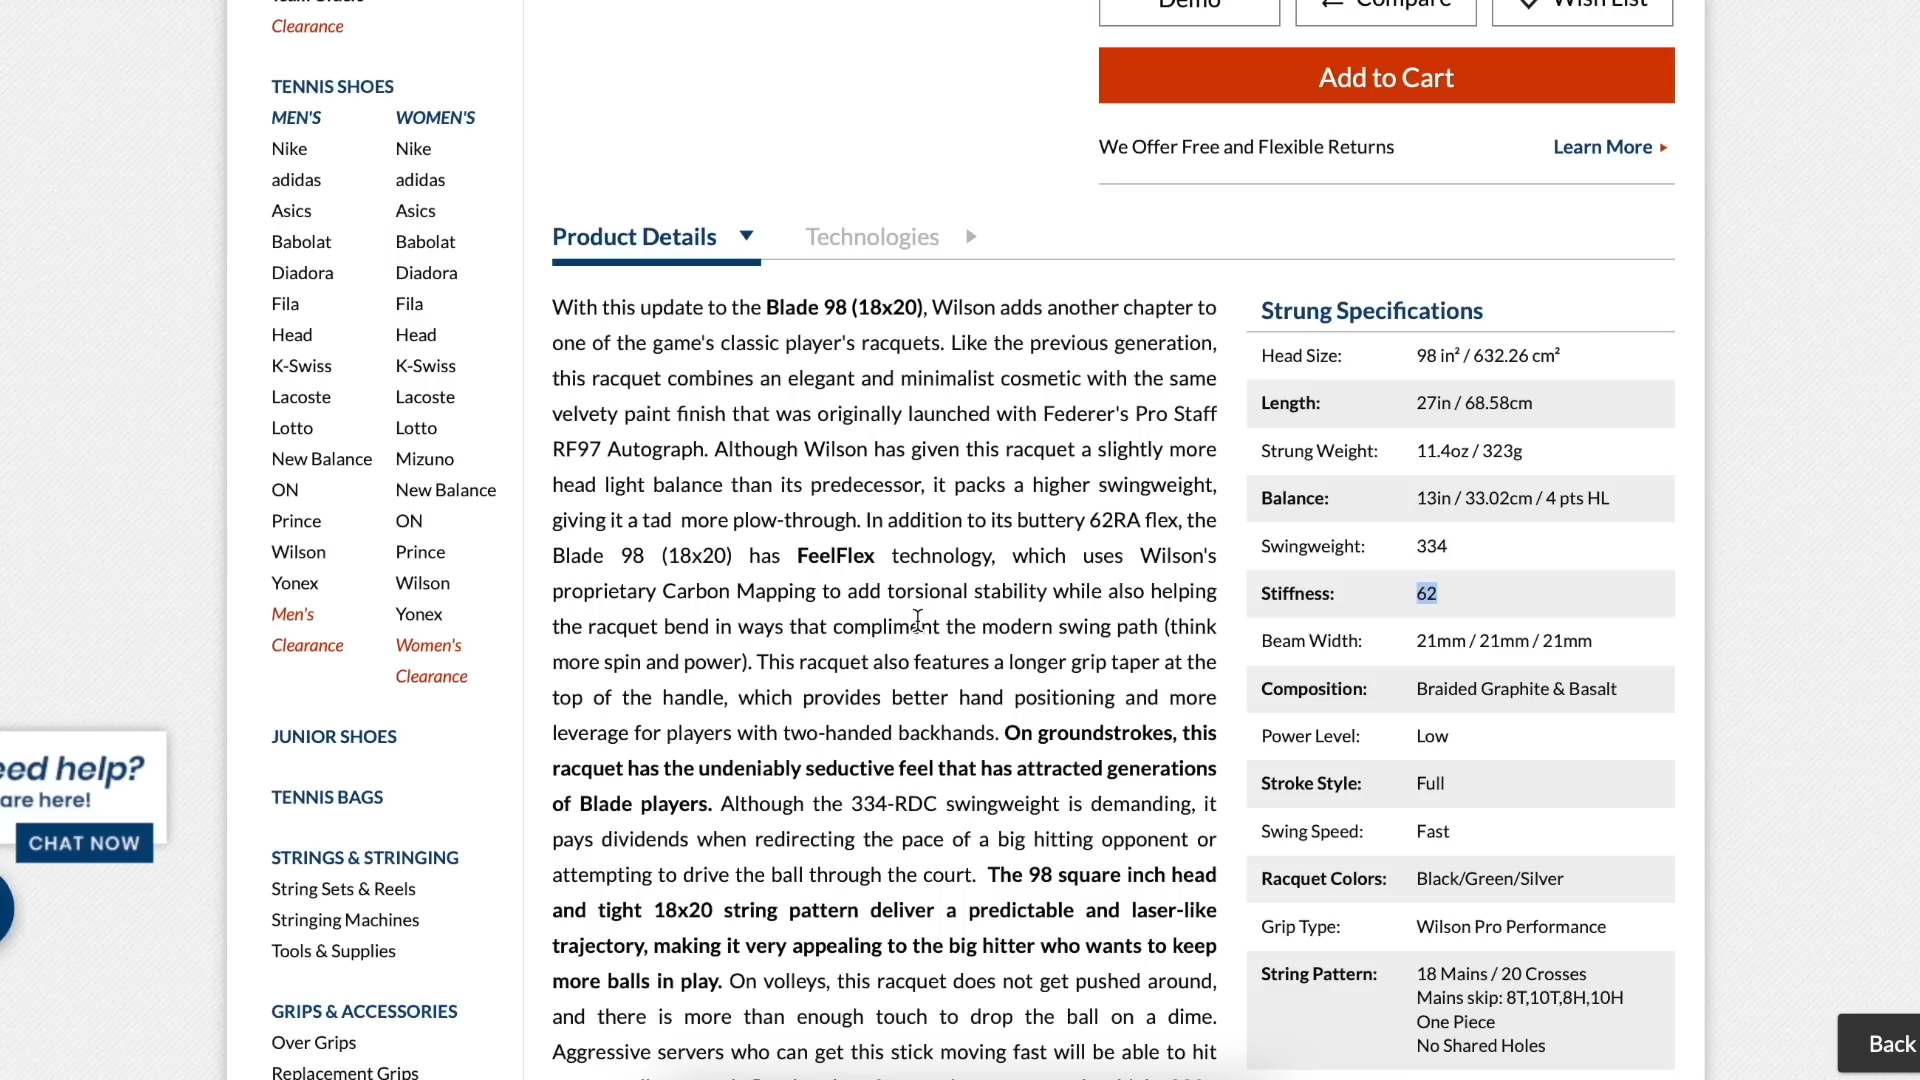 Clearance
TENNIS SHOES
MEN'S
Nike
adidas
Asics
Babolat
Diadora
Fila
Head
K-Swiss
Lacoste
Lotto
New Balance
ON
Prince
Wilson
Yonex
Men's
Clearance
WOMEN'S
Nike
adidas
Asics
Babolat
Diadora
Fila
Head
K-Swiss
Lacoste
Lotto
Mizuno
New Balance
ON
Prince
Wilson
Yonex
Women's
Clearance
JUNIOR SHOES
TENNIS BAGS
STRINGS & STRINGING
String Sets & Reels
Stringing Machines
Tools & Supplies
GRIPS & ACCESSORIES
Over Grips
Replacement Grips
eed help?
are here!
CHAT NOW
Demo
Compare
Wish List
Add to Cart
We Offer Free and Flexible Returns
Learn More
Product Details
Technologies
With this update to the Blade 98 (18x20), Wilson adds another chapter to
one of the game's classic player's racquets. Like the previous generation,
this racquet combines an elegant and minimalist cosmetic with the same
velvety paint finish that was originally launched with Federer's Pro Staff
RF97 Autograph. Although Wilson has given this racquet a slightly more
head light balance than its predecessor, it packs a higher swingweight,
giving it a tad more plow-through. In addition to its buttery 62RA flex, the
Blade 98 (18x20) has FeelFlex technology, which uses Wilson's
proprietary Carbon Mapping to add torsional stability while also helping
the racquet bend in ways that compliment the modern swing path (think
more spin and power). This racquet also features a longer grip taper at the
top of the handle, which provides better hand positioning and more
leverage for players with two-handed backhands. On groundstrokes, this
racquet has the undeniably seductive feel that has attracted generations
of Blade players. Although the 334-RDC swingweight is demanding, it
pays dividends when redirecting the pace of a big hitting opponent or
attempting to drive the ball through the court. The 98 square inch head
and tight 18x20 string pattern deliver a predictable and laser-like
trajectory, making it very appealing to the big hitter who wants to keep
more balls in play. On volleys, this racquet does not get pushed around,
and there is more than enough touch to drop the ball on a dime.
Aggressive servers who can get this stick moving fast will be able to hit
Strung Specifications
Head Size: 98 in² / 632.26 cm²
Length: 27in / 68.58cm
Strung Weight: 11.4oz / 323g
Balance: 13in / 33.02cm / 4 pts HL
Swingweight: 334
Stiffness: 62
Beam Width: 21mm / 21mm / 21mm
Composition: Braided Graphite & Basalt
Power Level: Low
Stroke Style: Full
Swing Speed: Fast
Racquet Colors: Black/Green/Silver
Grip Type: Wilson Pro Performance
String Pattern: 18 Mains / 20 Crosses
Mains skip: 8T,10T,8H,10H
One Piece
No Shared Holes
Back